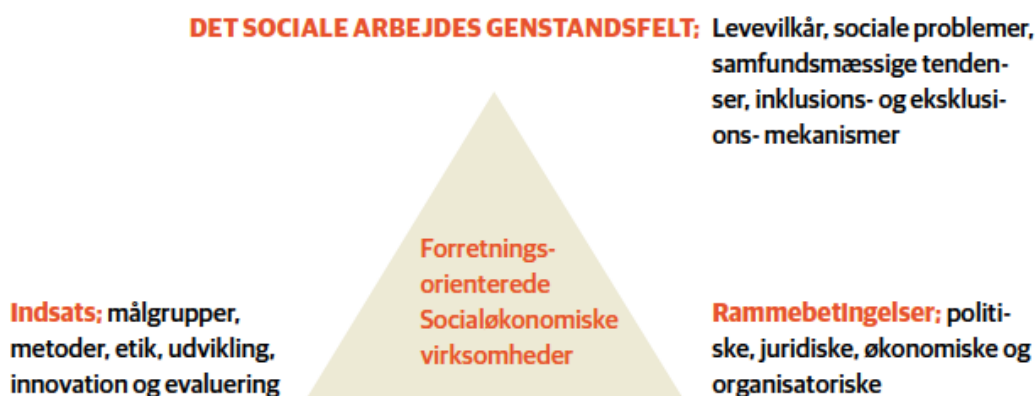 DET SOCIALE ARBEJDES GENSTANDSFELT; Levevilkår, sociale problemer,
samfundsmæssige tenden-
ser, inklusions- og eksklusi-
ons- mekanismer
Forretnings-
orienterede
Socialøkonomiske
virksomheder
Indsats; målgrupper,
metoder, etik, udvikling,
innovation og evaluering
RammebetIngelser; politi-
ske, juridiske, økonomiske og
organisatoriske